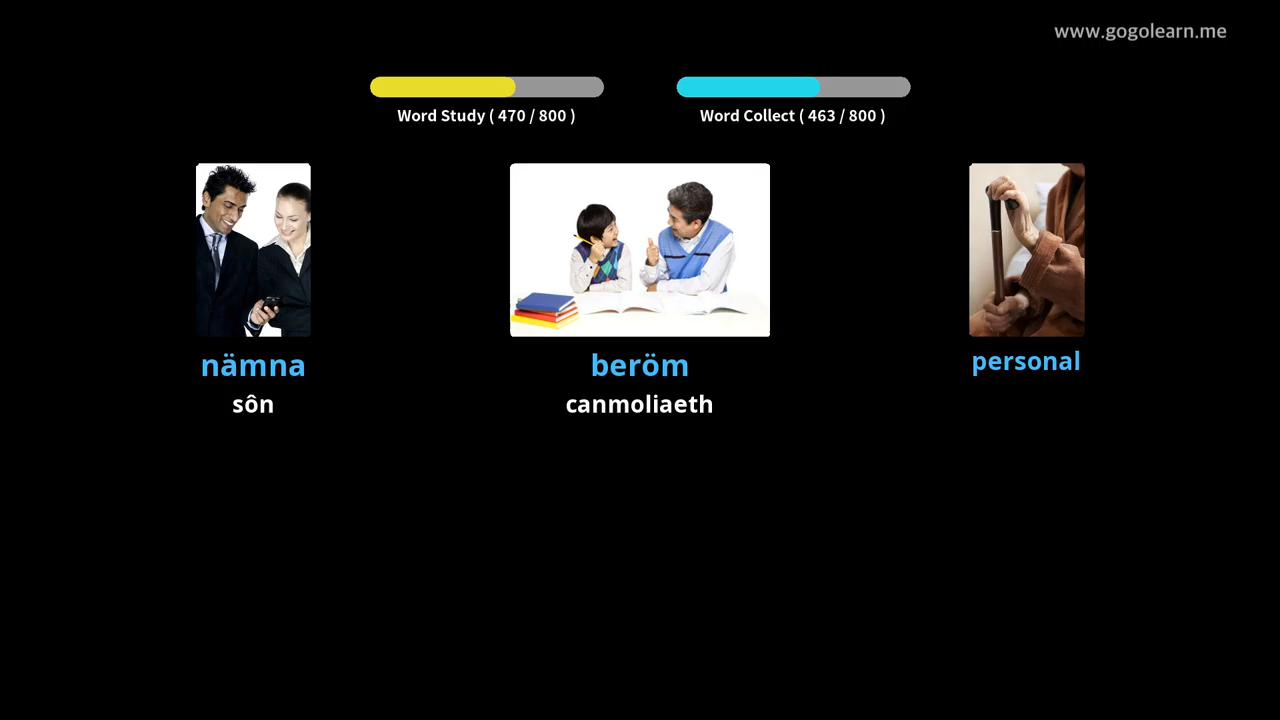 www.gogolearn.me
Word Study ( 470 / 800 )
Word Collect ( 463 / 800 )
nämna
beröm
personal
sôn
canmoliaeth